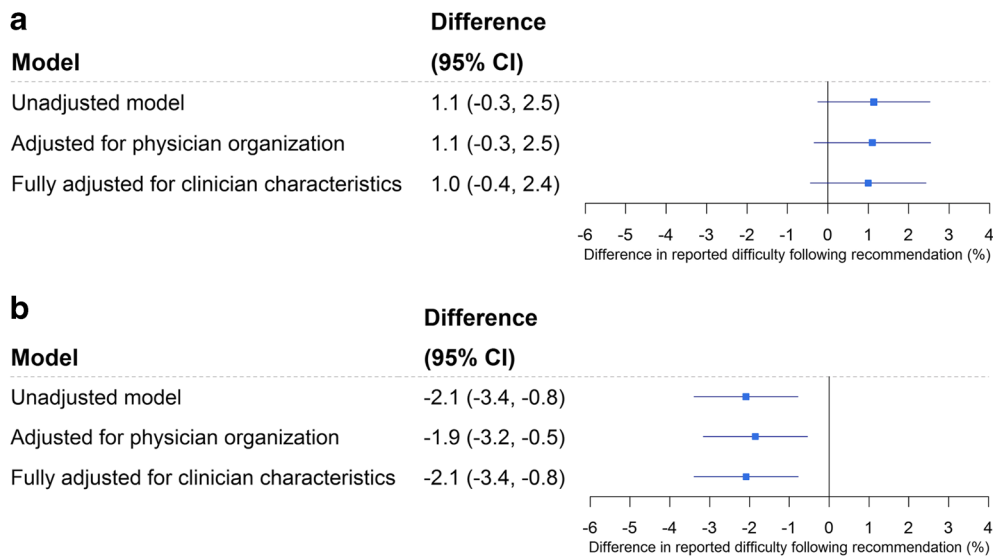 a
Difference
Model (95% CI)
Unadjusted model 1.1 (-0.3, 2.5)
Adjusted for physician organization 1.1 (-0.3, 2.5)
Fully adjusted for clinician characteristics 1.0 (-0.4, 2.4)
-6 -5 -4 -3 -2 -1 0 1 2 3 4
Difference in reported difficulty following recommendation (%)
b
Difference
Model (95% CI)
Unadjusted model -2.1 (-3.4, -0.8)
Adjusted for physician organization -1.9 (-3.2, -0.5)
Fully adjusted for clinician characteristics -2.1 (-3.4, -0.8)
-6 -5 -4 -3 -2 -1 0 1 2 3 4
Difference in reported difficulty following recommendation (%)